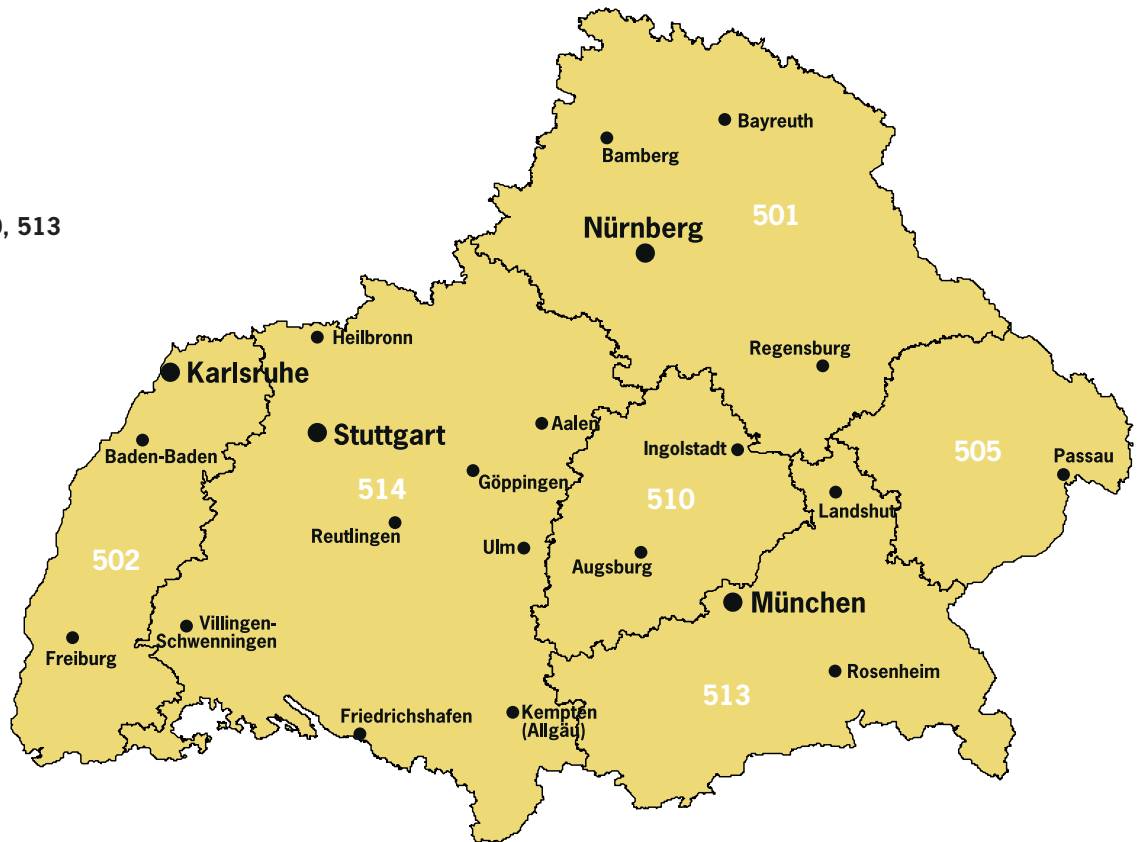 Bayreuth
Bamberg
501
, 513
Nürnberg
Heilbronn
Regensburg
Karlsruhe
Aalen
Stuttgart
Ingolstadt
505
Baden-Baden
Passau
Göppingen
514
510
Landshut
Reutlingen
Ulm
502
Augsburg
München
Villingen-
Schwenningen
Freiburg
Rosenheim
513
Friedrichshafen
Kempten
(Allgäu)